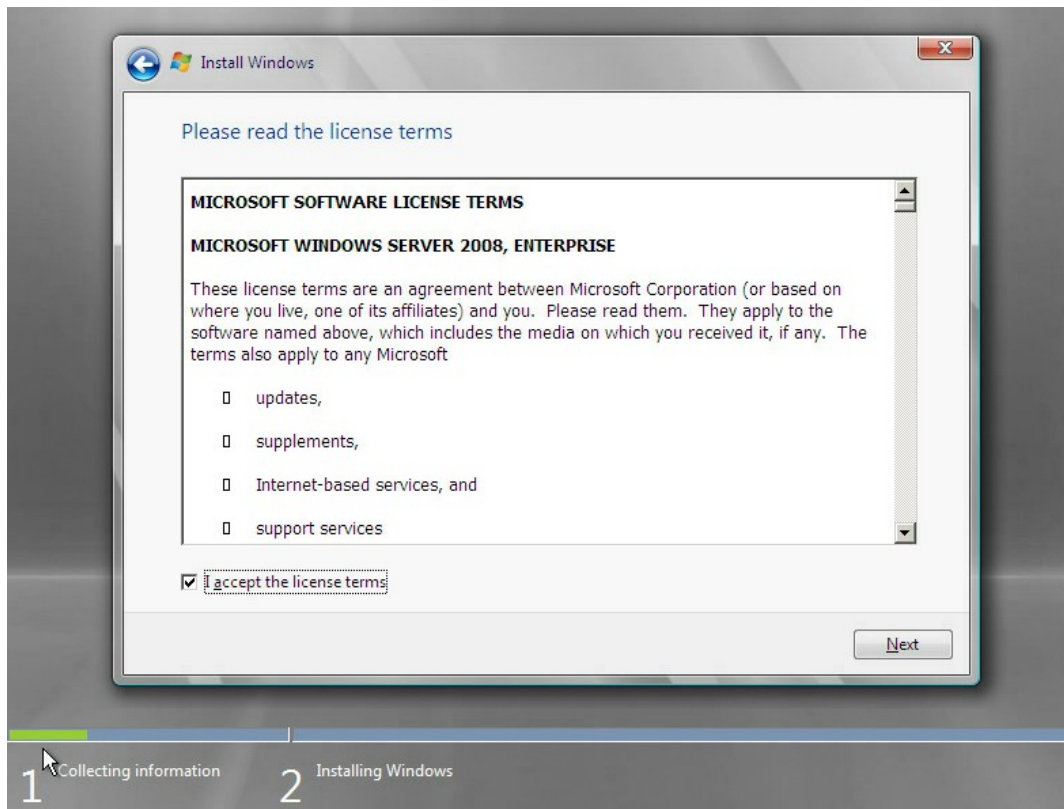 Install Windows
Please read the license terms
MICROSOFT SOFTWARE LICENSE TERMS
MICROSOFT WINDOWS SERVER 2008, ENTERPRISE
These license terms are an agreement between Microsoft Corporation (or based on
where you live, one of its affiliates) and you.  Please read them.  They apply to the
software named above, which includes the media on which you received it, if any.  The
terms also apply to any Microsoft
updates,
supplements,
Internet-based services, and
support services
I accept the license terms
Next
1 Collecting information
2 Installing Windows